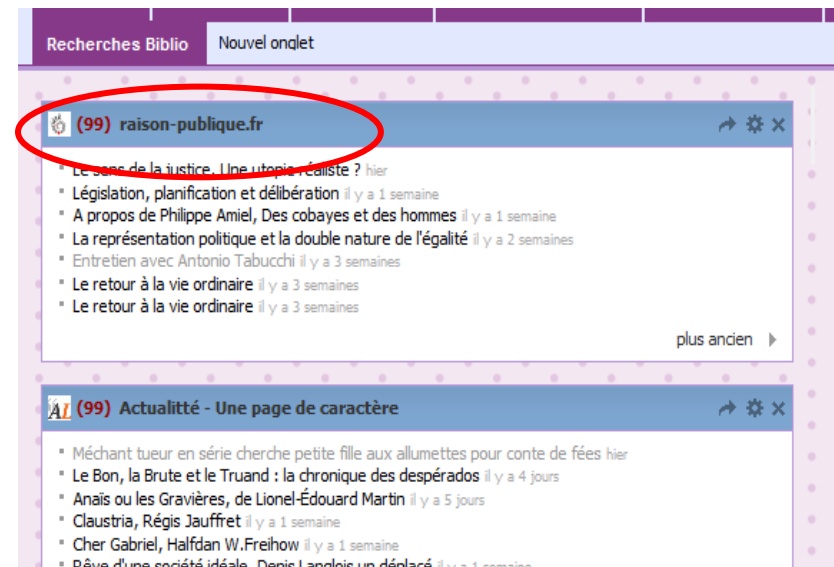 Recherches Biblio Nouvel onglet
(99) raison-publique.fr
Le sens de la justice. Une utopie réaliste ? hier
Législation, planification et délibération il y a 1 semaine
A propos de Philippe Amiel, Des cobayes et des hommes il y a 1 semaine
La représentation politique et la double nature de l'égalité il y a 2 semaines
Entretien avec Antonio Tabucchi il y a 3 semaines
Le retour à la vie ordinaire il y a 3 semaines
Le retour à la vie ordinaire il y a 3 semaines
plus ancien
AL (99) Actualitté - Une page de caractère
Méchant tueur en série cherche petite fille aux allumettes pour conte de fées hier
Le Bon, la Brute et le Truand : la chronique des despérados il y a 4 jours
Anaïs ou les Gravières, de Lionel-Édouard Martin il y a 5 jours
Claustria, Régis Jauffret il y a 1 semaine
Cher Gabriel, Halfdan W.Freihow il y a 1 semaine
Rêve d'une société idéale, Denis Langlois un déplacé il y a 1 semaine